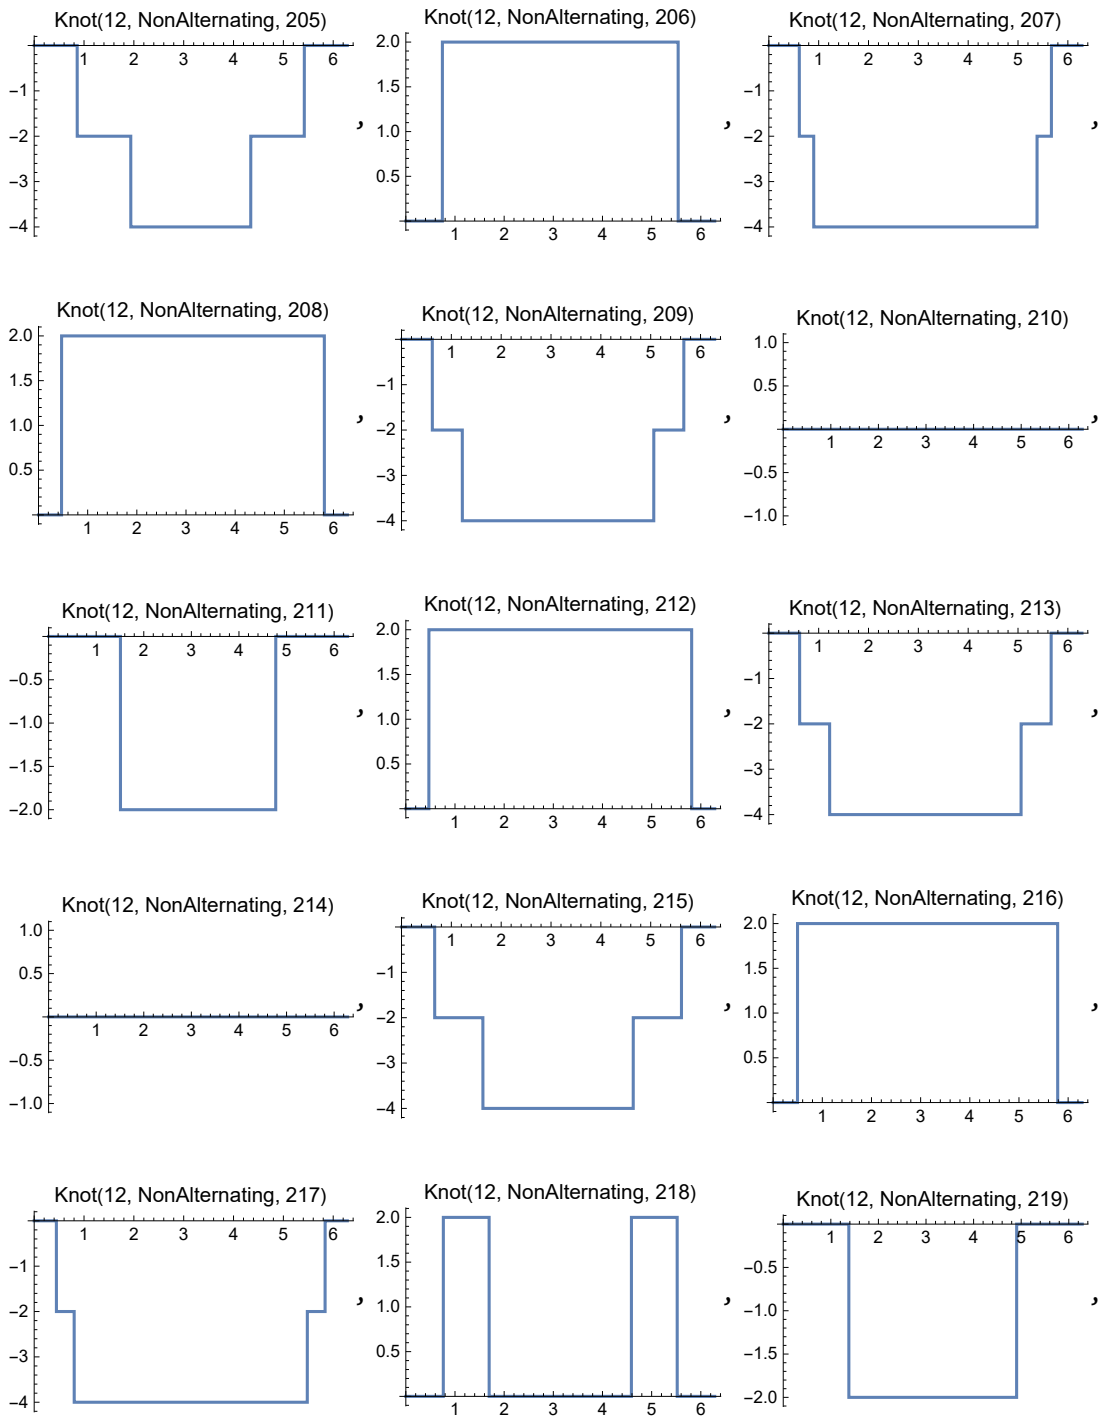 Knot(12, NonAlternating, 205)
1 2 3 4 5 6
−1
−2
−3
−4
,
Knot(12, NonAlternating, 206)
2.0
1.5
1.0
0.5
1 2 3 4 5 6
,
Knot(12, NonAlternating, 207)
1 2 3 4 5 6
−1
−2
−3
−4
,
Knot(12, NonAlternating, 208)
2.0
1.5
1.0
0.5
1 2 3 4 5 6
,
Knot(12, NonAlternating, 209)
1 2 3 4 5 6
−1
−2
−3
−4
,
Knot(12, NonAlternating, 210)
1.0
0.5
1 2 3 4 5 6
−0.5
−1.0
,
Knot(12, NonAlternating, 211)
1 2 3 4 5 6
−0.5
−1.0
−1.5
−2.0
,
Knot(12, NonAlternating, 212)
2.0
1.5
1.0
0.5
1 2 3 4 5 6
,
Knot(12, NonAlternating, 213)
1 2 3 4 5 6
−1
−2
−3
−4
,
Knot(12, NonAlternating, 214)
1.0
0.5
1 2 3 4 5 6
−0.5
−1.0
,
Knot(12, NonAlternating, 215)
1 2 3 4 5 6
−1
−2
−3
−4
,
Knot(12, NonAlternating, 216)
2.0
1.5
1.0
0.5
1 2 3 4 5 6
,
Knot(12, NonAlternating, 217)
1 2 3 4 5 6
−1
−2
−3
−4
,
Knot(12, NonAlternating, 218)
2.0
1.5
1.0
0.5
1 2 3 4 5 6
,
Knot(12, NonAlternating, 219)
1 2 3 4 5 6
−0.5
−1.0
−1.5
−2.0
,